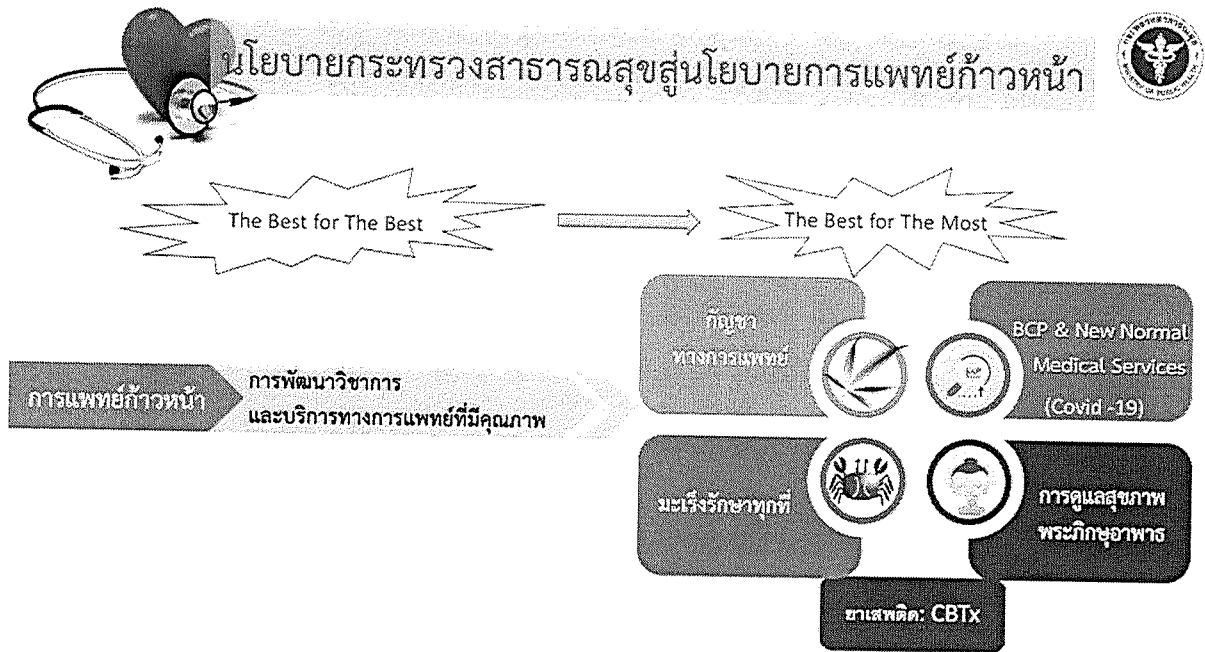 นโยบายกระทรวงสาธารณสุขสู่นโยบายการแพทย์ก้าวหน้า
The Best for The Best
The Best for The Most
กัญชา
ทางการแพทย์
BCP & New Normal
Medical Services
(Covid -19)
การแพทย์ก้าวหน้า
การพัฒนาวิชาการ
และบริการทางการแพทย์ที่มีคุณภาพ
มะเร็งรักษาทุกที่
การดูแลสุขภาพ
พระภิกษุอาพาธ
ยาเสพติด: CBTx